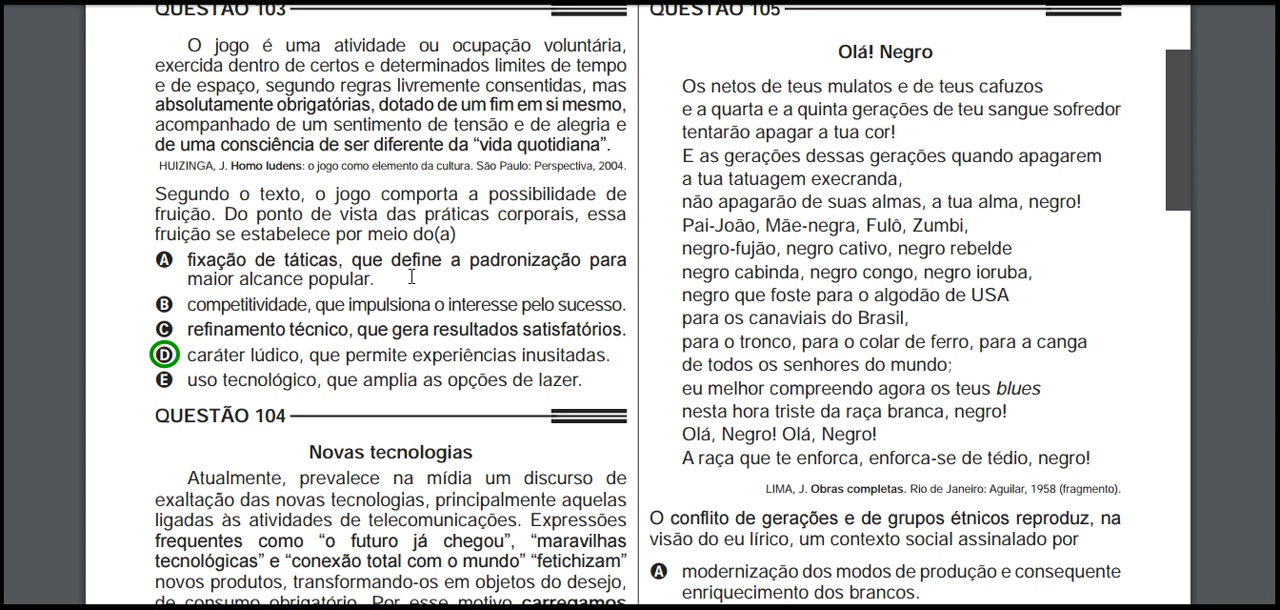 QUESTÃO 103
O jogo é uma atividade ou ocupação voluntária,
exercida dentro de certos e determinados limites de tempo
e de espaço, segundo regras livremente consentidas, mas
absolutamente obrigatórias, dotado de um fim em si mesmo,
acompanhado de um sentimento de tensão e de alegria e
de uma consciência de ser diferente da “vida quotidiana”.
HUIZINGA, J. Homo ludens: o jogo como elemento da cultura. São Paulo: Perspectiva, 2004.
Segundo o texto, o jogo comporta a possibilidade de
fruição. Do ponto de vista das práticas corporais, essa
fruição se estabelece por meio do(a)
A fixação de táticas, que define a padronização para
maior alcance popular.
B competitividade, que impulsiona o interesse pelo sucesso.
C refinamento técnico, que gera resultados satisfatórios.
D caráter lúdico, que permite experiências inusitadas.
E uso tecnológico, que amplia as opções de lazer.
QUESTÃO 104
Novas tecnologias
Atualmente, prevalece na mídia um discurso de
exaltação das novas tecnologias, principalmente aquelas
ligadas às atividades de telecomunicações. Expressões
frequentes como “o futuro já chegou”, “maravilhas
tecnológicas” e “conexão total com o mundo” “fetichizam”
novos produtos, transformando-os em objetos do desejo,
de consumo obrigatório. Por esse motivo carregamos
QUESTÃO 105
Olá! Negro
Os netos de teus mulatos e de teus cafuzos
e a quarta e a quinta gerações de teu sangue sofredor
tentarão apagar a tua cor!
E as gerações dessas gerações quando apagarem
a tua tatuagem execranda,
não apagarão de suas almas, a tua alma, negro!
Pai-João, Mãe-negra, Fulô, Zumbi,
negro-fujão, negro cativo, negro rebelde
negro cabinda, negro congo, negro ioruba,
negro que foste para o algodão de USA
para os canaviais do Brasil,
para o tronco, para o colar de ferro, para a canga
de todos os senhores do mundo;
eu melhor compreendo agora os teus blues
nesta hora triste da raça branca, negro!
Olá, Negro! Olá, Negro!
A raça que te enforca, enforca-se de tédio, negro!
LIMA, J. Obras completas. Rio de Janeiro: Aguilar, 1958 (fragmento).
O conflito de gerações e de grupos étnicos reproduz, na
visão do eu lírico, um contexto social assinalado por
A modernização dos modos de produção e consequente
enriquecimento dos brancos.